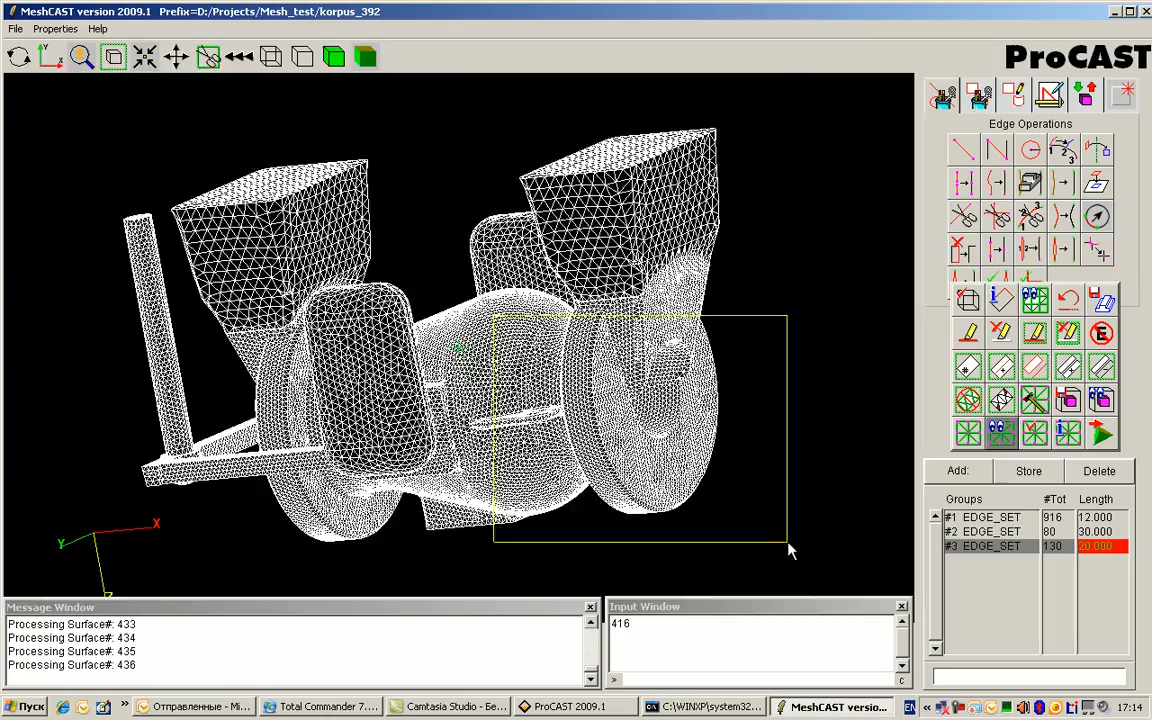 MeshCAST version 2009.1 Prefix=D:/Projects/Mesh_test/korpus_392
File Properties Help
ProCAST
Edge Operations
X
Y
Z
Add: Store Delete
Groups #Tot Length
#1 EDGE_SET 916 12.000
#2 EDGE_SET 80 30.000
#3 EDGE_SET 130 20.000
Message Window
Processing Surface#: 433
Processing Surface#: 434
Processing Surface#: 435
Processing Surface#: 436
Input Window
416
> c
Пуск Отправленные - Mi... Total Commander 7.... Camtasia Studio - Бе... ProCAST 2009.1 C:\WINXP\system32... MeshCAST versio... EN 17:14